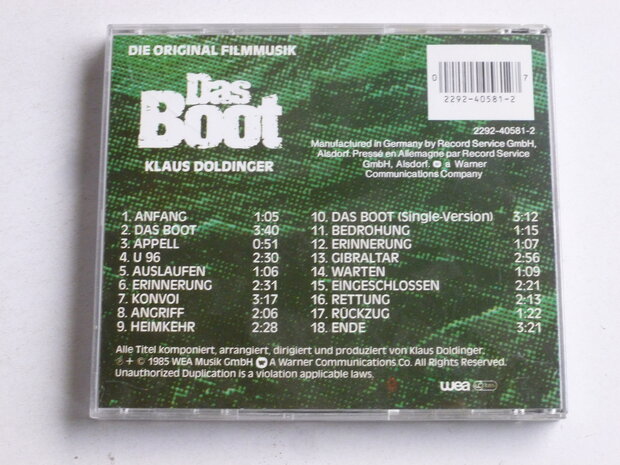 DIE ORIGINAL FILMMUSIK
Das
Boot
KLAUS DOLDINGER
0 7
2292-40581-2
2292-40581-2
Manufactured in Germany by Record Service GmbH,
Alsdorf. Pressé en Allemagne par Record Service
GmbH, Alsdorf. a Warner
Communications Company
1. ANFANG 1:05
2. DAS BOOT 3:40
3. APPELL 0:51
4. U 96 2:30
5. AUSLAUFEN 1:06
6. ERINNERUNG 2:31
7. KONVOI 3:17
8. ANGRIFF 2:06
9. HEIMKEHR 2:28
10. DAS BOOT (Single-Version) 3:12
11. BEDROHUNG 1:15
12. ERINNERUNG 1:07
13. GIBRALTAR 2:56
14. WARTEN 1:09
15. EINGESCHLOSSEN 2:21
16. RETTUNG 2:13
17. RÜCKZUG 1:22
18. ENDE 3:21
Alle Titel komponiert, arrangiert, dirigiert und produziert von Klaus Doldinger.
℗ + © 1985 WEA Musik GmbH A Warner Communications Co. All Rights Reserved.
Unauthorized Duplication is a violation applicable laws.
wea